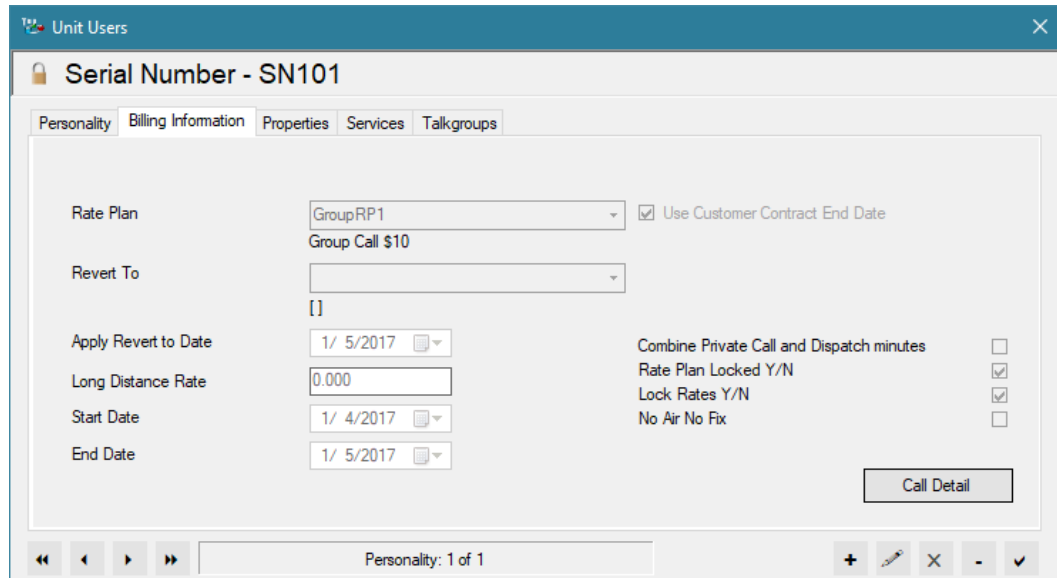 Unit Users
Serial Number - SN101
Personality Billing Information Properties Services Talkgroups
Rate Plan GroupRP1 Use Customer Contract End Date
Group Call $10
Revert To
[ ]
Apply Revert to Date 1/ 5/2017
Long Distance Rate 0.000
Start Date 1/ 4/2017
End Date 1/ 5/2017
Combine Private Call and Dispatch minutes
Rate Plan Locked Y/N
Lock Rates Y/N
No Air No Fix
Call Detail
Personality: 1 of 1